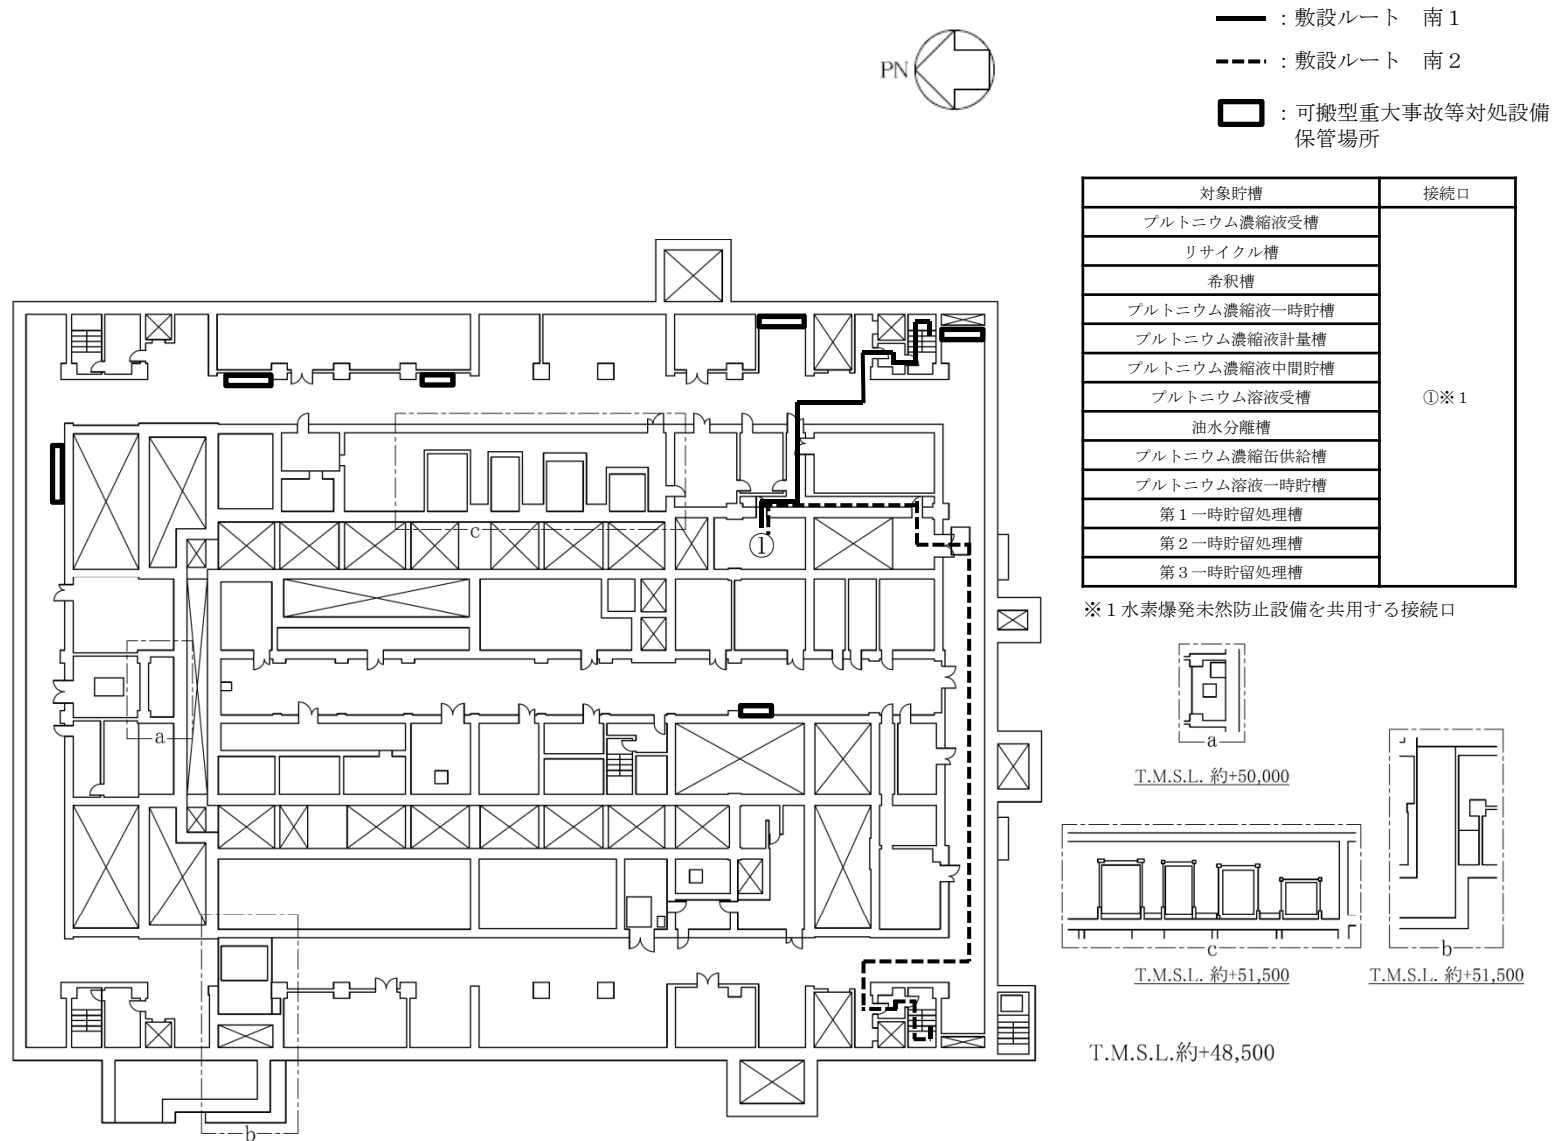 ：敷設ルート　南１
：敷設ルート　南２
：可搬型重大事故等対処設備
保管場所
PN
対象貯槽　接続口
プルトニウム濃縮液受槽
リサイクル槽
希釈槽
プルトニウム濃縮液一時貯槽
プルトニウム濃縮液計量槽
プルトニウム濃縮液中間貯槽
プルトニウム溶液受槽　①※１
油水分離槽
プルトニウム濃縮缶供給槽
プルトニウム溶液一時貯槽
第１一時貯留処理槽
第２一時貯留処理槽
第３一時貯留処理槽
※１水素爆発未然防止設備を共用する接続口
c
①
a
b
a
T.M.S.L. 約+50,000
c
T.M.S.L. 約+51,500
b
T.M.S.L. 約+51,500
T.M.S.L.約+48,500